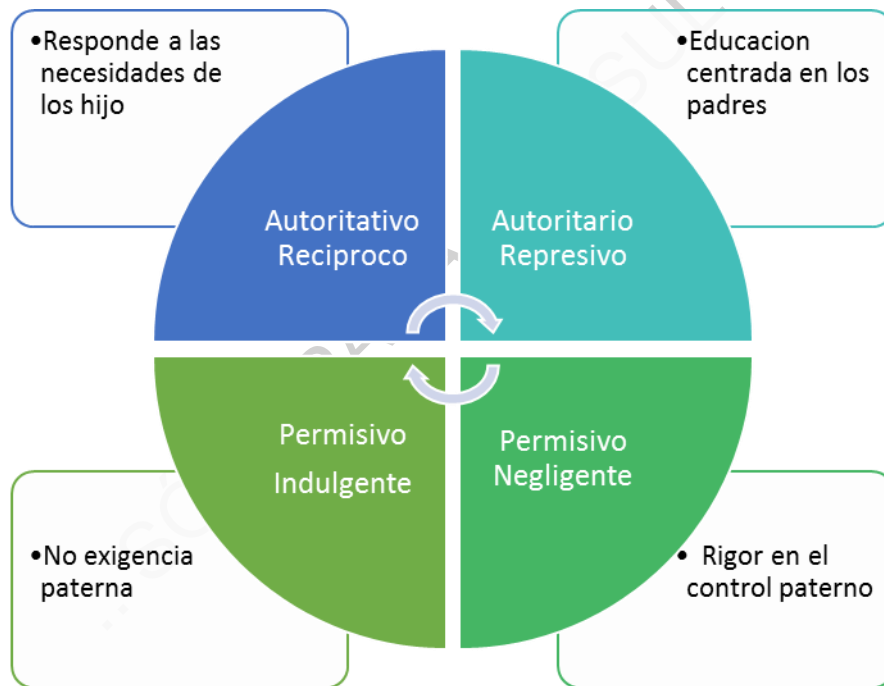 •Responde a las
necesidades de
los hijo
•Educacion
centrada en los
padres
Autoritativo
Reciproco
Autoritario
Represivo
Permisivo
Indulgente
Permisivo
Negligente
•No exigencia
paterna
• Rigor en el
control paterno